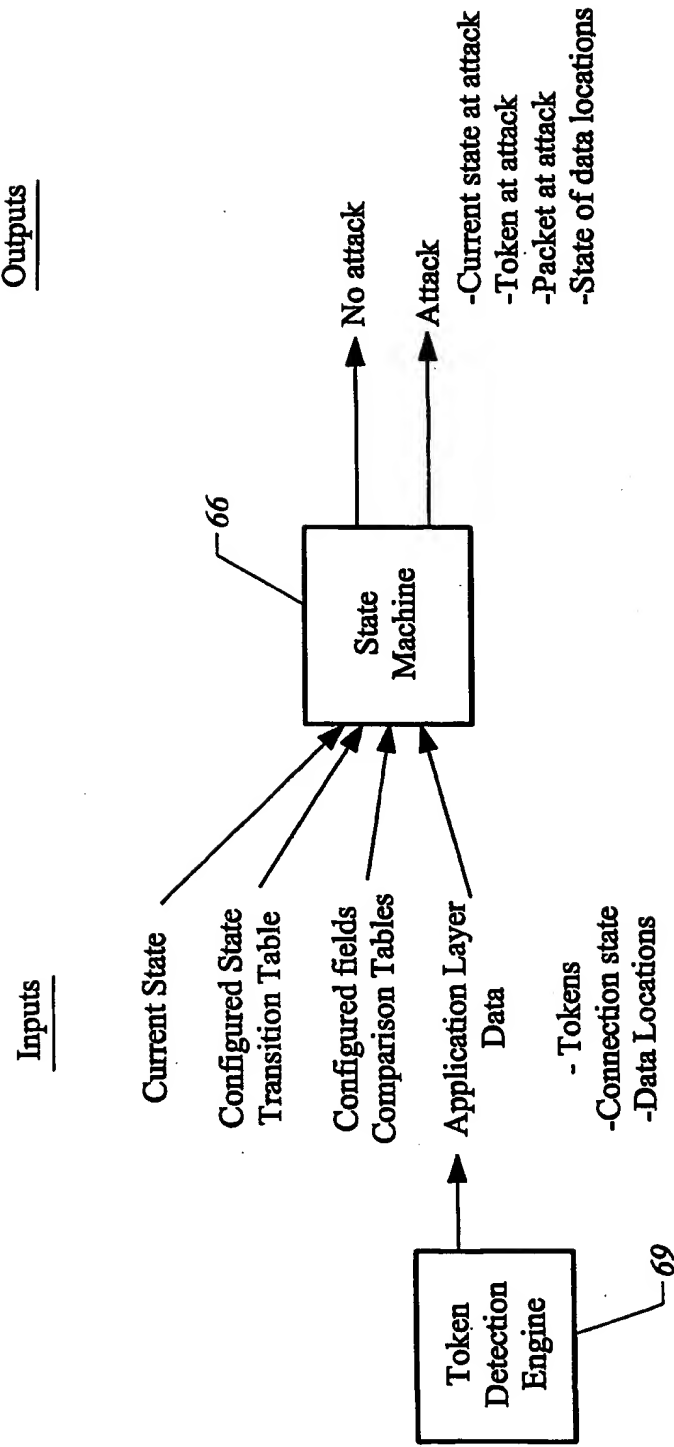 Inputs
Outputs
Current State
Configured State
Transition Table
Configured fields
Comparison Tables
Application Layer
Data
- Tokens
-Connection state
-Data Locations
Token
Detection
Engine
69
State
Machine
66
No attack
Attack
-Current state at attack
-Token at attack
-Packet at attack
-State of data locations